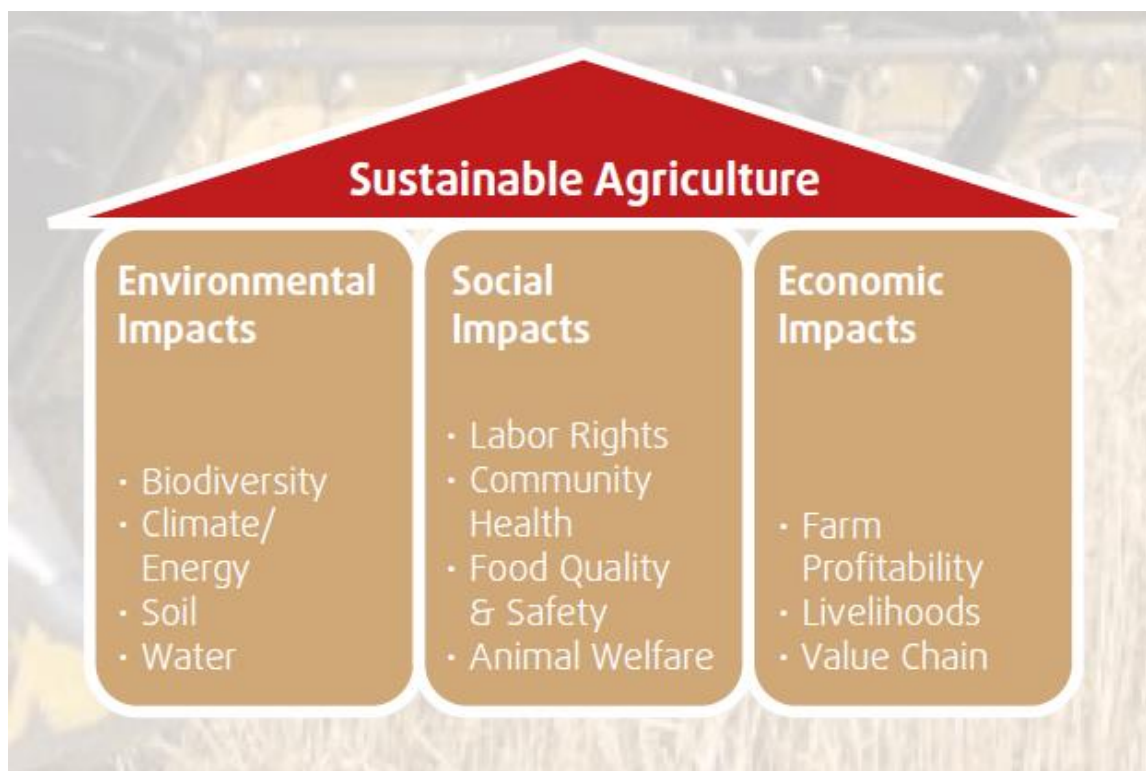 Sustainable Agriculture
Environmental
Impacts
· Biodiversity
· Climate/
Energy
· Soil
· Water
Social
Impacts
· Labor Rights
· Community
Health
· Food Quality
& Safety
· Animal Welfare
Economic
Impacts
· Farm
Profitability
· Livelihoods
· Value Chain